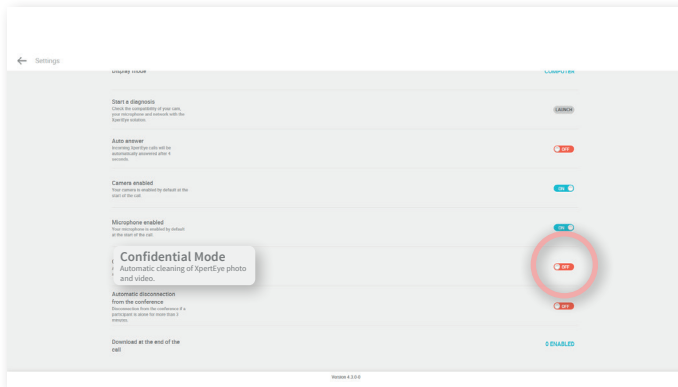 Settings
Display mode
COMPUTER
Start a diagnosis
Check the compatibility of your cam,
your microphone and network with the
XpertEye solution.
LAUNCH
Auto answer
Incoming XpertEye calls will be
automatically answered after 4
seconds.
OFF
Camera enabled
Your camera is enabled by default at the
start of the call.
ON
Microphone enabled
Your microphone is enabled by default
at the start of the call.
ON
Confidential Mode
Automatic cleaning of XpertEye photo
and video.
OFF
Automatic disconnection
from the conference
Disconnection from the conference if a
participant is alone for more than 3
minutes.
OFF
Download at the end of the
call
0 ENABLED
Version 4.3.0-6